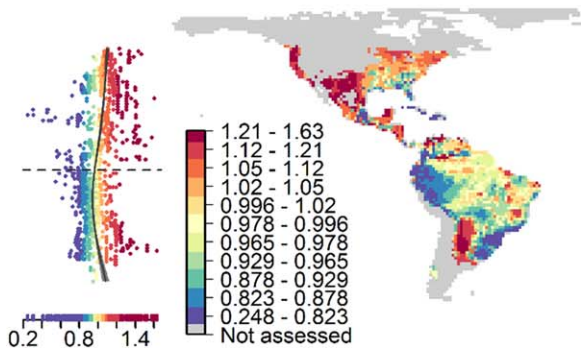 1.21 - 1.63
1.12 - 1.21
1.05 - 1.12
1.02 - 1.05
0.996 - 1.02
0.978 - 0.996
0.965 - 0.978
0.929 - 0.965
0.878 - 0.929
0.823 - 0.878
0.248 - 0.823
Not assessed
0.2 0.8 1.4